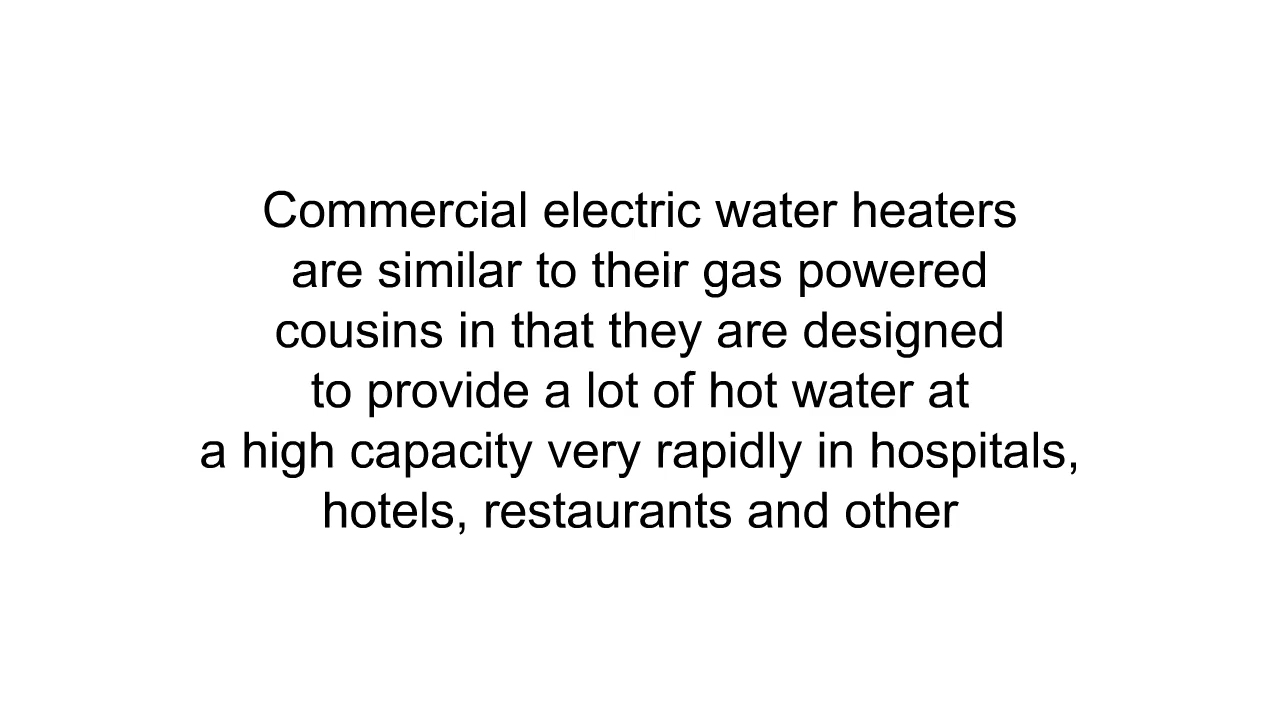 Commercial electric water heaters
are similar to their gas powered
cousins in that they are designed
to provide a lot of hot water at
a high capacity very rapidly in hospitals,
hotels, restaurants and other